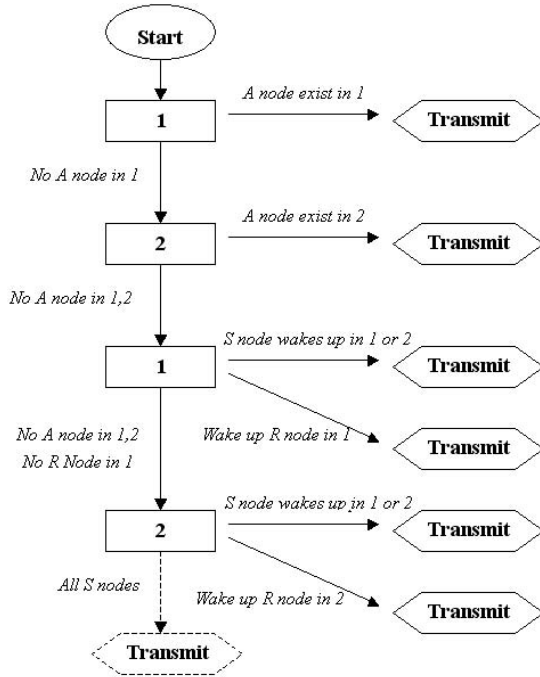 Start
A node exist in 1
1
Transmit
No A node in 1
A node exist in 2
2
Transmit
No A node in 1,2
S node wakes up in 1 or 2
1
Transmit
No A node in 1,2
No R Node in 1
Wake up R node in 1
Transmit
S node wakes up in 1 or 2
2
Transmit
All S nodes
Wake up R node in 2
Transmit
Transmit